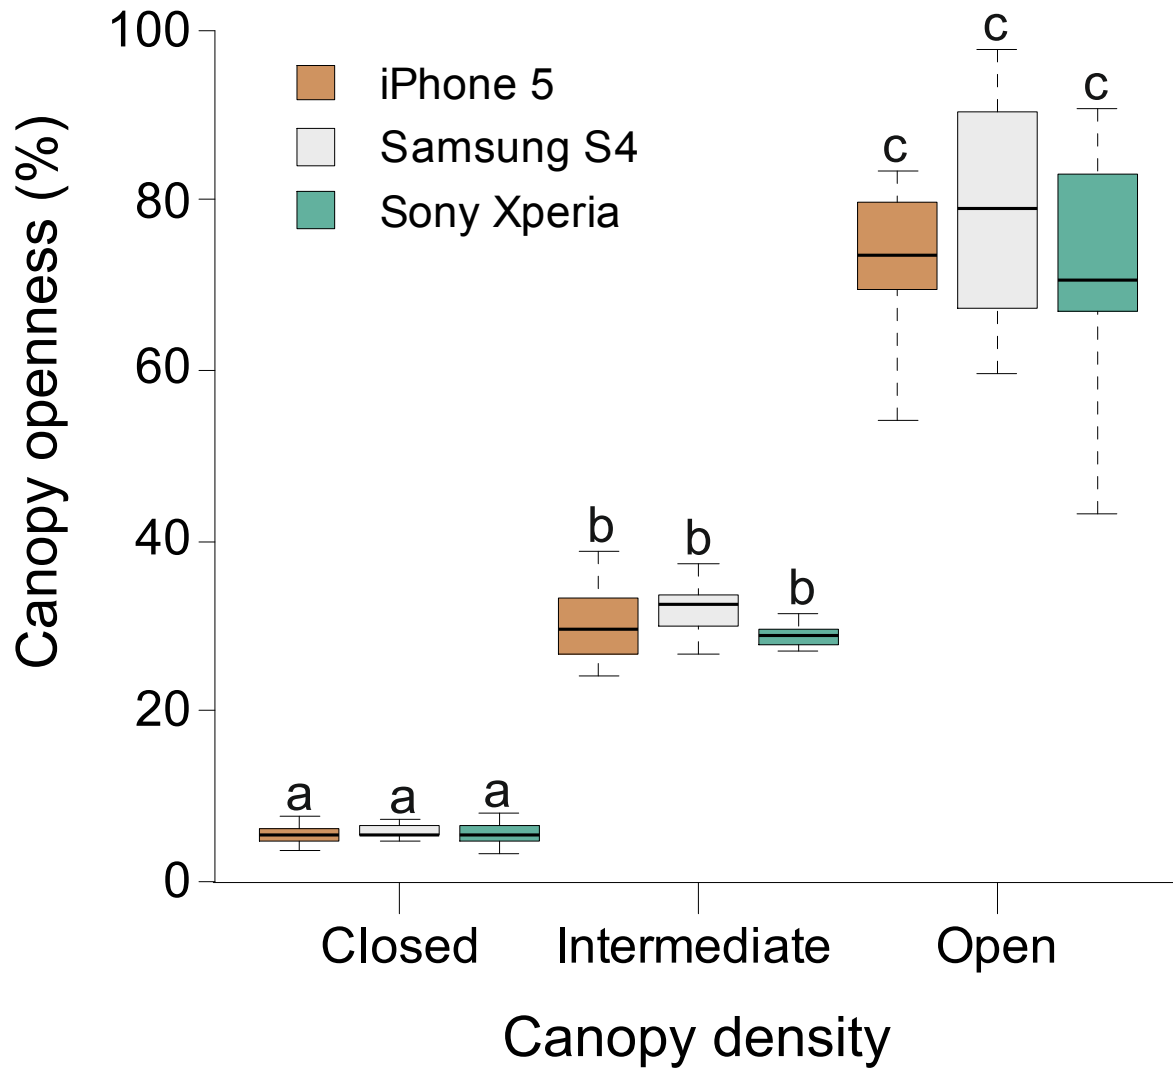 Canopy openness (%)
100
80
60
40
20
0
iPhone 5
Samsung S4
Sony Xperia
a
a
a
b
b
b
c
c
c
Closed
Intermediate
Open
Canopy density